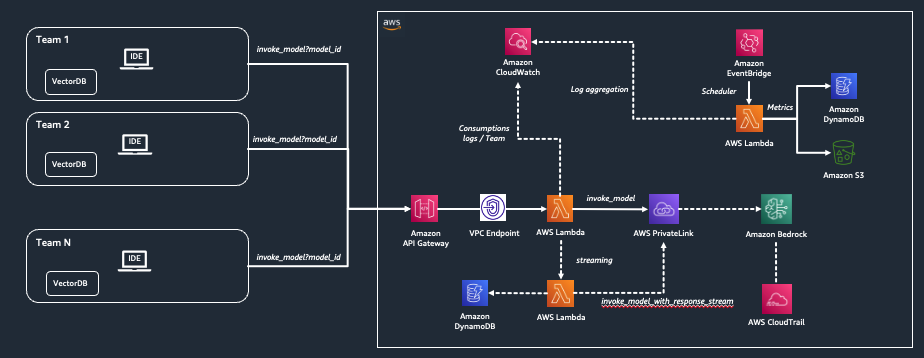 aws
Team 1
IDE
VectorDB
invoke_model?model_id
Team 2
IDE
VectorDB
invoke_model?model_id
Team N
IDE
VectorDB
invoke_model?model_id
Amazon
CloudWatch
Amazon
EventBridge
Log aggregation
Scheduler
Metrics
Amazon
DynamoDB
AWS Lambda
Amazon S3
Consumptions
logs / Team
invoke_model
Amazon
API Gateway
VPC Endpoint
AWS Lambda
AWS PrivateLink
Amazon Bedrock
streaming
invoke_model_with_response_stream
Amazon
DynamoDB
AWS Lambda
AWS CloudTrail